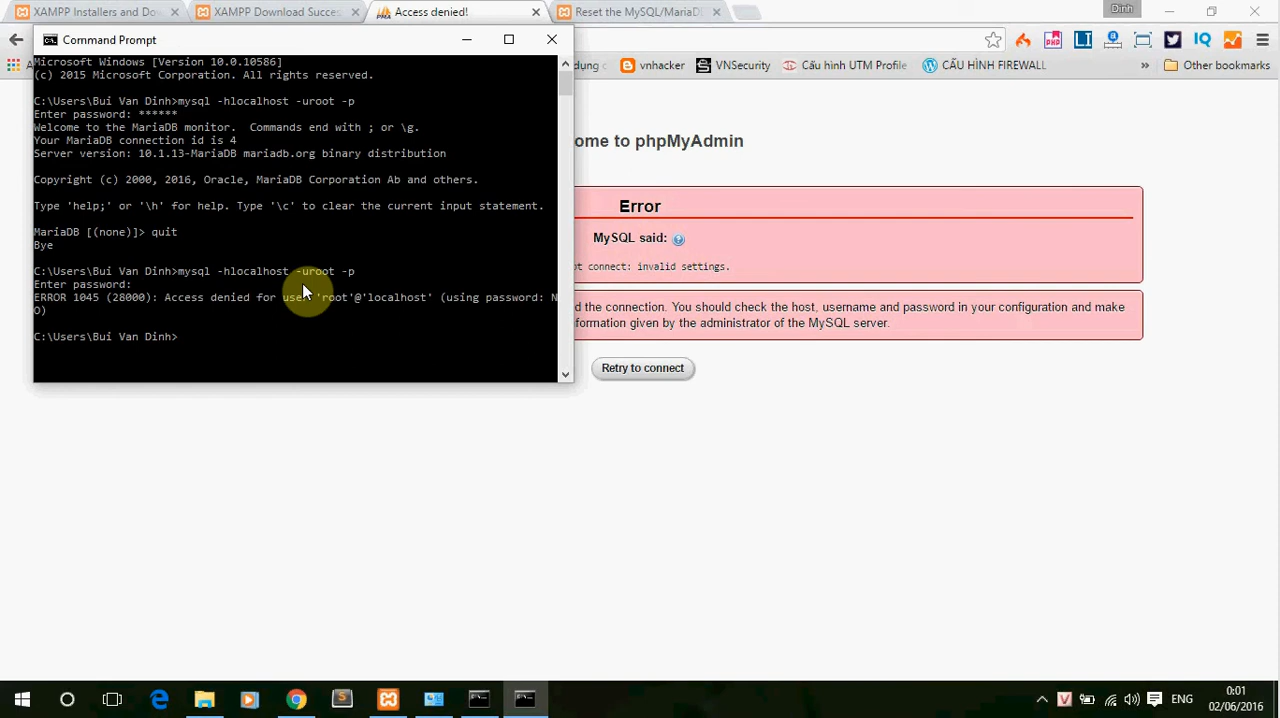 XAMPP Installers and Dow
XAMPP Download Succes
Access denied!
Reset the MySQL/MariaDB
Dinh
Command Prompt
vnhacker
VNSecurity
Cấu hình UTM Profile
CẤU HÌNH FIREWALL
»
Other bookmarks
Microsoft Windows [Version 10.0.10586]
(c) 2015 Microsoft Corporation. All rights reserved.
C:\Users\Bui Van Dinh>mysql -hlocalhost -uroot -p
Enter password: ******
Welcome to the MariaDB monitor.  Commands end with ; or \g.
Your MariaDB connection id is 4
Server version: 10.1.13-MariaDB mariadb.org binary distribution
Copyright (c) 2000, 2016, Oracle, MariaDB Corporation Ab and others.
Type 'help;' or '\h' for help. Type '\c' to clear the current input statement.
MariaDB [(none)]> quit
Bye
C:\Users\Bui Van Dinh>mysql -hlocalhost -uroot -p
Enter password:
ERROR 1045 (28000): Access denied for user 'root'@'localhost' (using password: N
O)
C:\Users\Bui Van Dinh>
ome to phpMyAdmin
Error
MySQL said:
ot connect: invalid settings.
d the connection. You should check the host, username and password in your configuration and make
formation given by the administrator of the MySQL server.
Retry to connect
ENG
02/06/2016